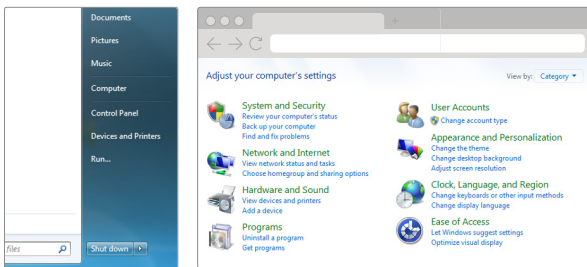 Documents
Pictures
Music
Computer
Control Panel
Devices and Printers
Run...
files
Shut down
Adjust your computer's settings
View by: Category
System and Security
Review your computer's status
Back up your computer
Find and fix problems
Network and Internet
View network status and tasks
Choose homegroup and sharing options
Hardware and Sound
View devices and printers
Add a device
Programs
Uninstall a program
Get programs
User Accounts
Change account type
Appearance and Personalization
Change the theme
Change desktop background
Adjust screen resolution
Clock, Language, and Region
Change keyboards or other input methods
Change display language
Ease of Access
Let Windows suggest settings
Optimize visual display